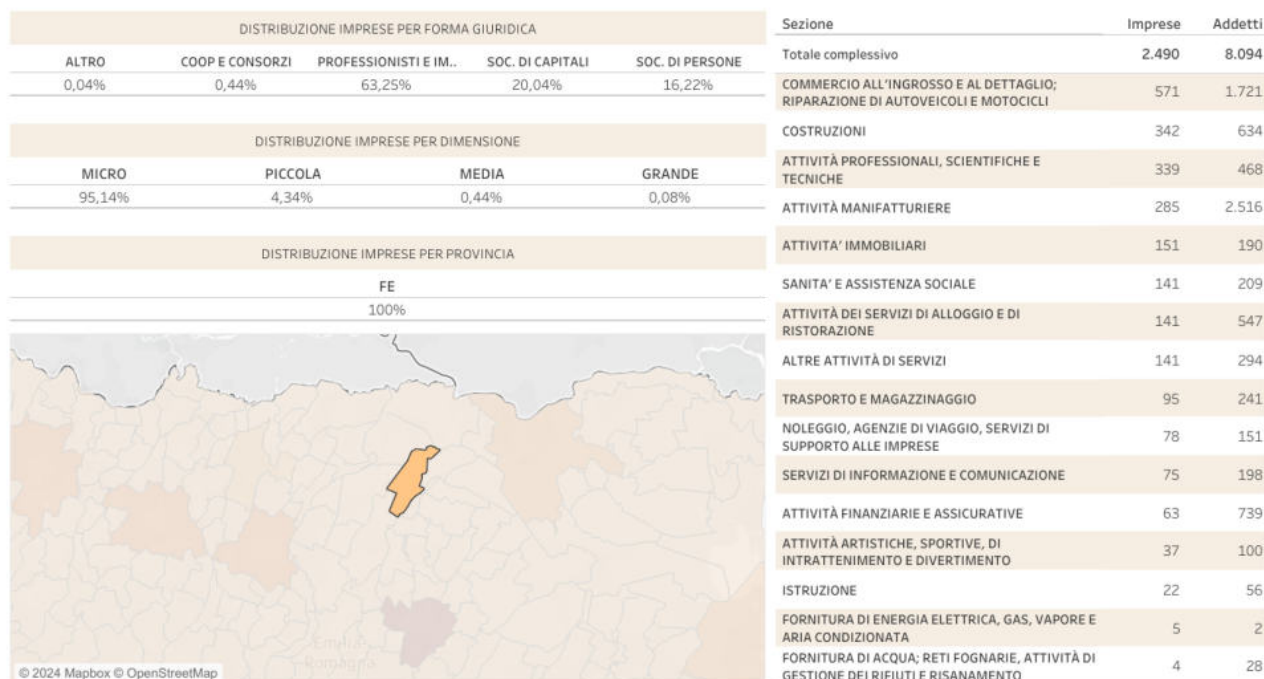 DISTRIBUZIONE IMPRESE PER FORMA GIURIDICA
ALTRO COOP E CONSORZI PROFESSIONISTI E IM.. SOC. DI CAPITALI SOC. DI PERSONE
0,04% 0,44% 63,25% 20,04% 16,22%
DISTRIBUZIONE IMPRESE PER DIMENSIONE
MICRO PICCOLA MEDIA GRANDE
95,14% 4,34% 0,44% 0,08%
DISTRIBUZIONE IMPRESE PER PROVINCIA
FE
100%
Emilia-
Romagna
© 2024 Mapbox © OpenStreetMap
Sezione Imprese Addetti
Totale complessivo 2.490 8.094
COMMERCIO ALL'INGROSSO E AL DETTAGLIO;
RIPARAZIONE DI AUTOVEICOLI E MOTOCICLI 571 1.721
COSTRUZIONI 342 634
ATTIVITÀ PROFESSIONALI, SCIENTIFICHE E
TECNICHE 339 468
ATTIVITÀ MANIFATTURIERE 285 2.516
ATTIVITA' IMMOBILIARI 151 190
SANITA' E ASSISTENZA SOCIALE 141 209
ATTIVITÀ DEI SERVIZI DI ALLOGGIO E DI
RISTORAZIONE 141 547
ALTRE ATTIVITÀ DI SERVIZI 141 294
TRASPORTO E MAGAZZINAGGIO 95 241
NOLEGGIO, AGENZIE DI VIAGGIO, SERVIZI DI
SUPPORTO ALLE IMPRESE 78 151
SERVIZI DI INFORMAZIONE E COMUNICAZIONE 75 198
ATTIVITÀ FINANZIARIE E ASSICURATIVE 63 739
ATTIVITÀ ARTISTICHE, SPORTIVE, DI
INTRATTENIMENTO E DIVERTIMENTO 37 100
ISTRUZIONE 22 56
FORNITURA DI ENERGIA ELETTRICA, GAS, VAPORE E
ARIA CONDIZIONATA 5 2
FORNITURA DI ACQUA; RETI FOGNARIE, ATTIVITÀ DI
GESTIONE DEI RIFIUTI E RISANAMENTO 4 28